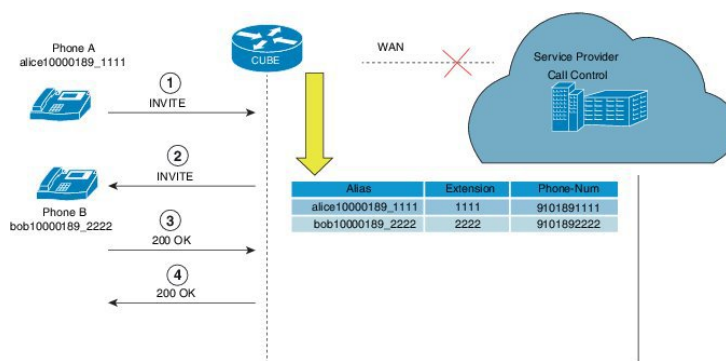 Phone A
alice10000189_1111
1
INVITE
CUBE
WAN
Service Provider
Call Control
2
INVITE
Phone B
bob10000189_2222
Alias Extension Phone-Num
alice10000189_1111 1111 9101891111
bob10000189_2222 2222 9101892222
3
200 OK
4
200 OK